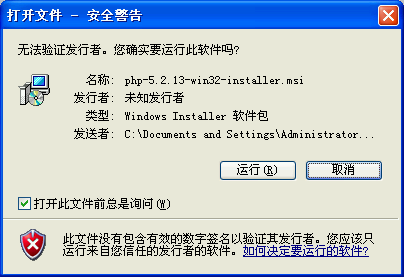 打开文件 - 安全警告
无法验证发行者。您确实要运行此软件吗?
名称: php-5.2.13-win32-installer.msi
发行者: 未知发行者
类型: Windows Installer 软件包
发送者: C:\Documents and Settings\Administrator...
运行(R) 取消
打开此文件前总是询问(W)
此文件没有包含有效的数字签名以验证其发行者。您应该只
运行来自您信任的发行者的软件。如何决定要运行的软件?